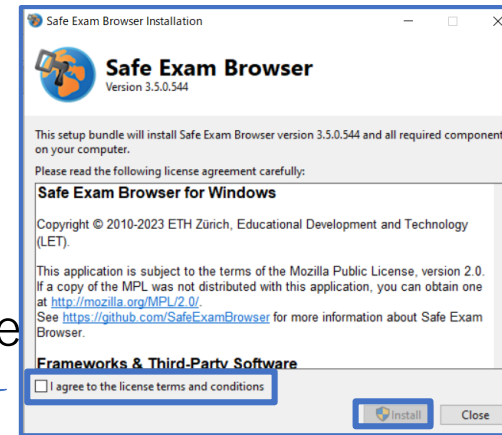 Safe Exam Browser Installation
Safe Exam Browser
Version 3.5.0.544
This setup bundle will install Safe Exam Browser version 3.5.0.544 and all required component
on your computer.
Please read the following license agreement carefully:
Safe Exam Browser for Windows
Copyright © 2010-2023 ETH Zürich, Educational Development and Technology
(LET).
This application is subject to the terms of the Mozilla Public License, version 2.0.
If a copy of the MPL was not distributed with this application, you can obtain one
at http://mozilla.org/MPL/2.0/.
See https://github.com/SafeExamBrowser for more information about Safe Exam
Browser.
e
Frameworks & Third-Party Software
I agree to the license terms and conditions
Install
Close